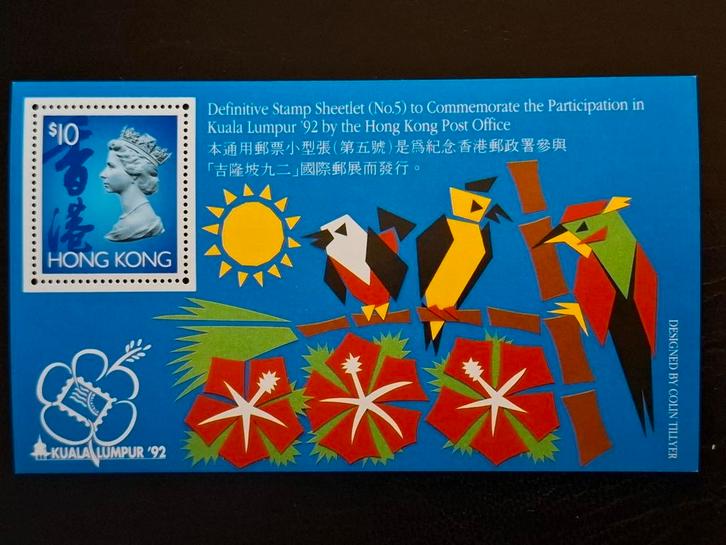 Definitive Stamp Sheetlet (No.5) to Commemorate the Participation in
Kuala Lumpur '92 by the Hong Kong Post Office
本通用郵票小型張(第五號)是爲紀念香港郵政署參與
「吉隆坡九二」國際郵展而發行。
$10
香港
HONG KONG
KUALA LUMPUR '92
DESIGNED BY COLIN TILLYER